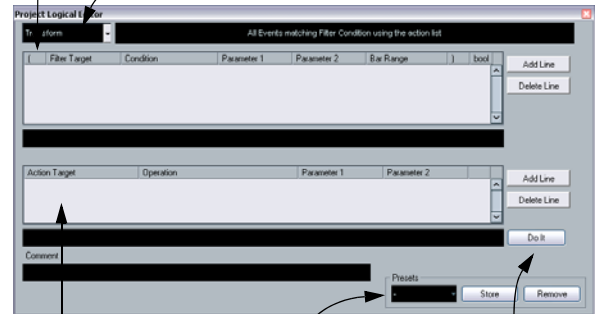 Project Logical Editor
Transform All Events matching Filter Condition using the action list
( Filter Target Condition Parameter 1 Parameter 2 Bar Range ) bool
Add Line
Delete Line
Action Target Operation Parameter 1 Parameter 2
Add Line
Delete Line
Do It
Comment
Presets
- Store Remove